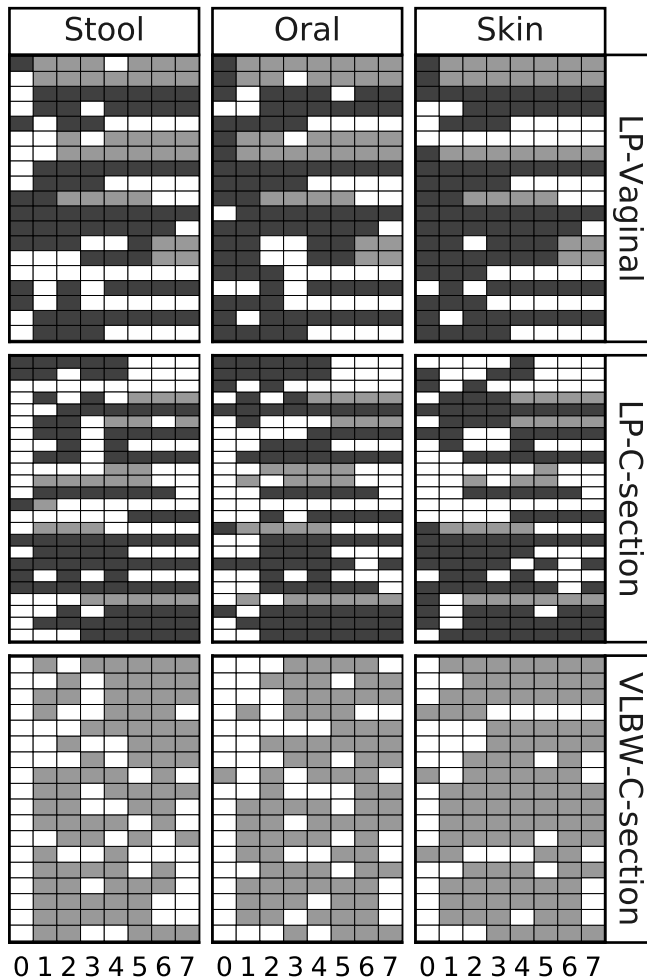 Stool Oral Skin
LP-Vaginal
LP-C-section
VLBW-C-section
0 1 2 3 4 5 6 7 0 1 2 3 4 5 6 7 0 1 2 3 4 5 6 7